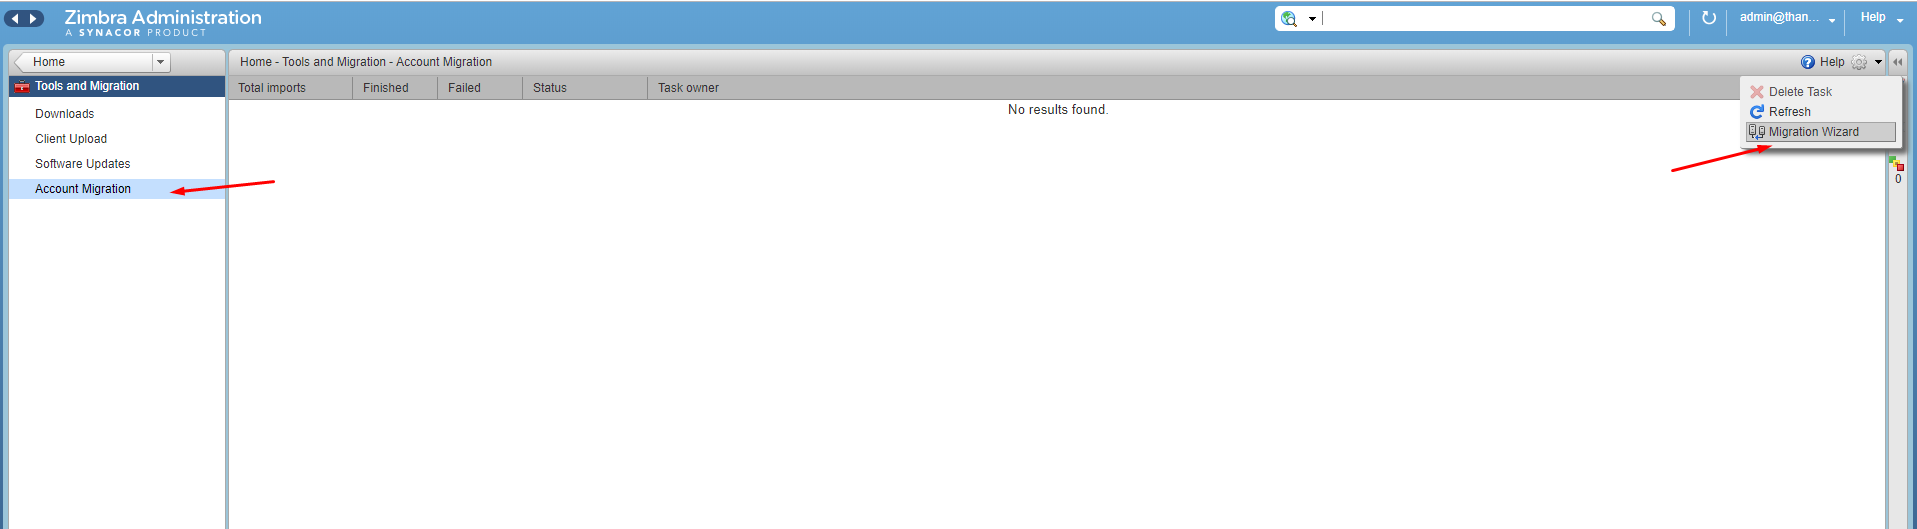 Zimbra Administration
A SYNACOR PRODUCT
admin@than...
Help
Home
Home - Tools and Migration - Account Migration
Help
Tools and Migration
Total imports Finished Failed Status Task owner
Delete Task
No results found.
Downloads
Refresh
Migration Wizard
Client Upload
Software Updates
0
Account Migration